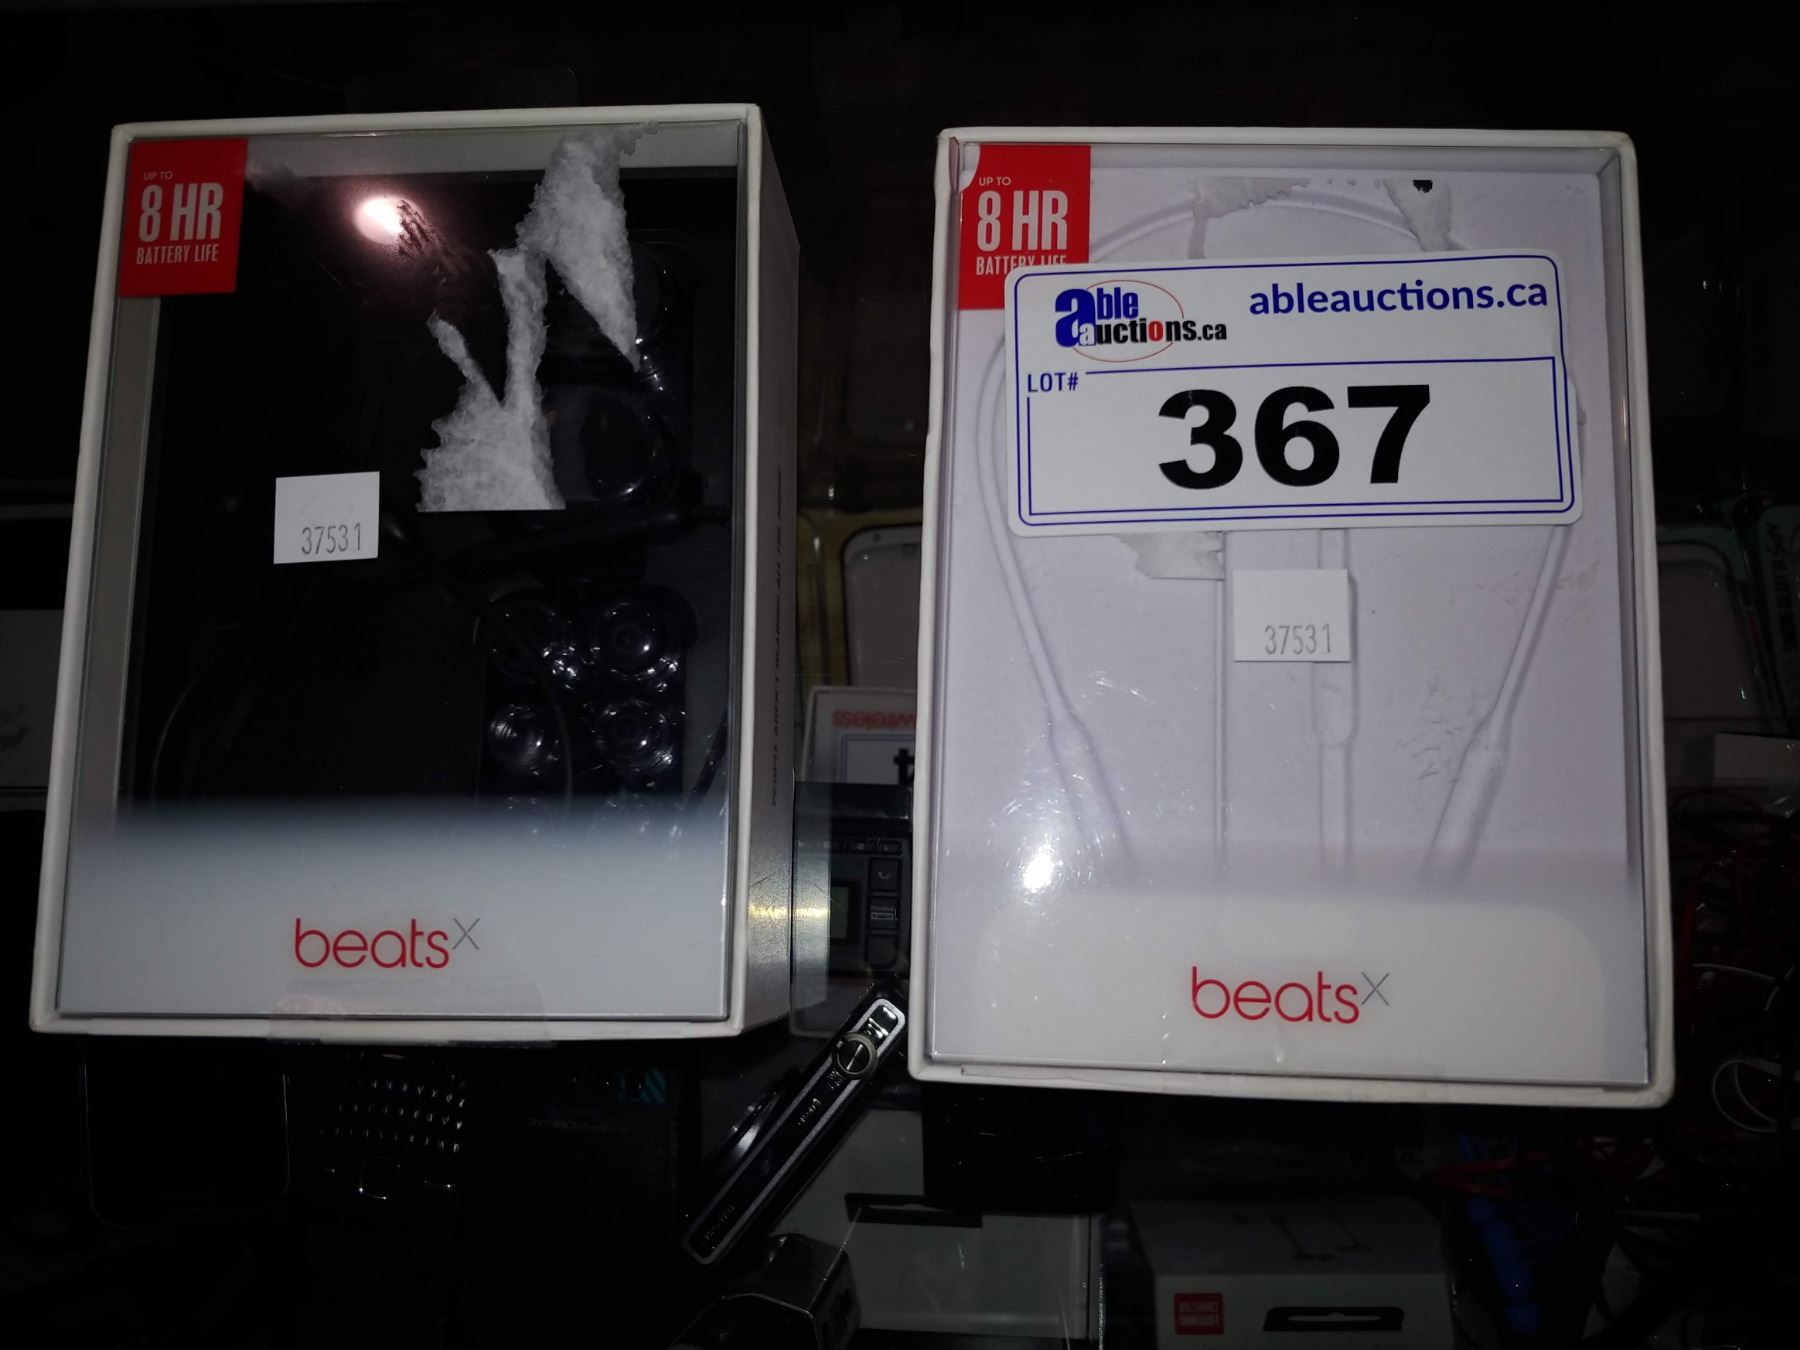 UP TO
8 HR
BATTERY LIFE
37531
beatsX
UP TO
8 HR
BATTERY LIFE
able
auctions.ca
ableauctions.ca
LOT#
367
37531
beatsX
wireless